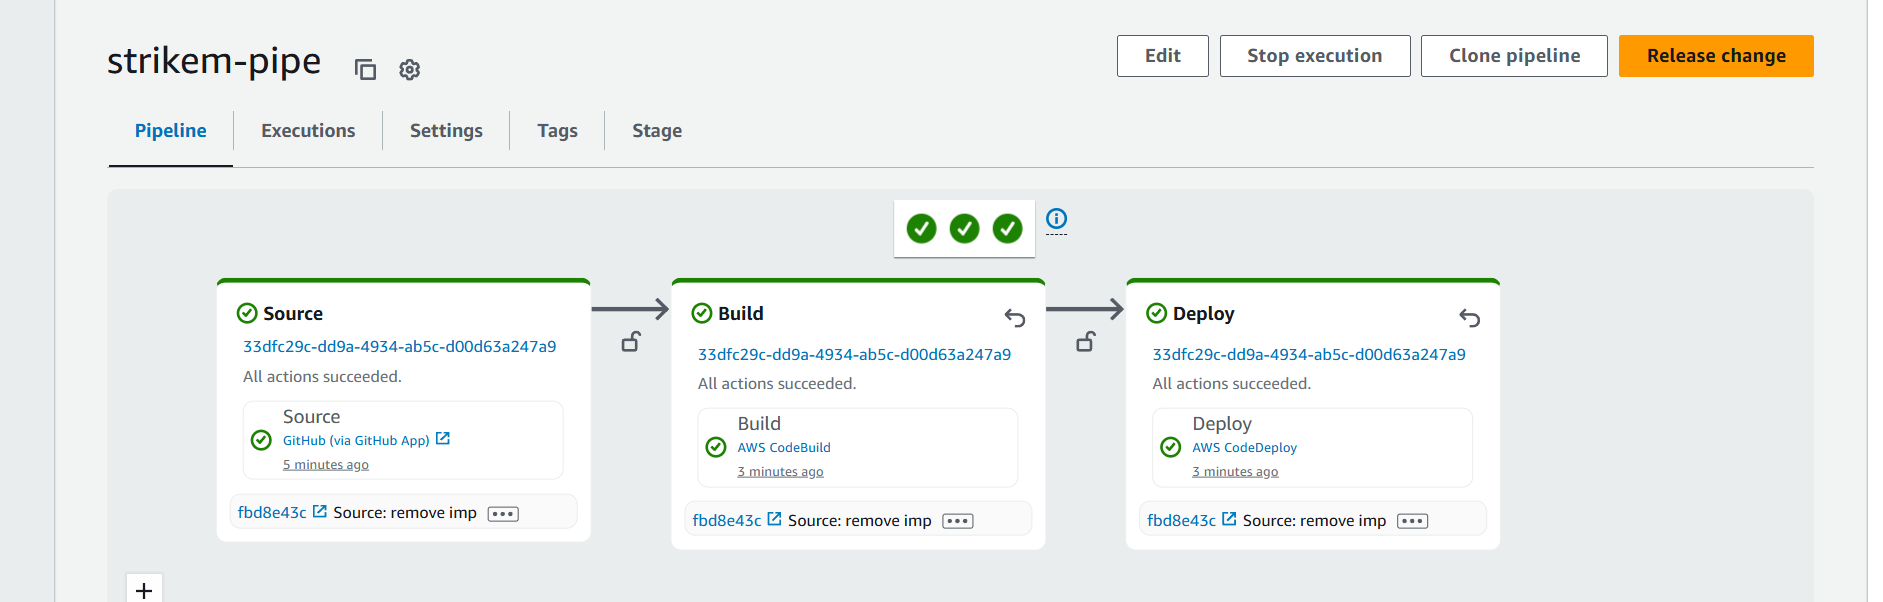 strikem-pipe
Edit
Stop execution
Clone pipeline
Release change
Pipeline
Executions
Settings
Tags
Stage
Source
33dfc29c-dd9a-4934-ab5c-d00d63a247a9
All actions succeeded.
Source
GitHub (via GitHub App)
5 minutes ago
fbd8e43c Source: remove imp
Build
33dfc29c-dd9a-4934-ab5c-d00d63a247a9
All actions succeeded.
Build
AWS CodeBuild
3 minutes ago
fbd8e43c Source: remove imp
Deploy
33dfc29c-dd9a-4934-ab5c-d00d63a247a9
All actions succeeded.
Deploy
AWS CodeDeploy
3 minutes ago
fbd8e43c Source: remove imp